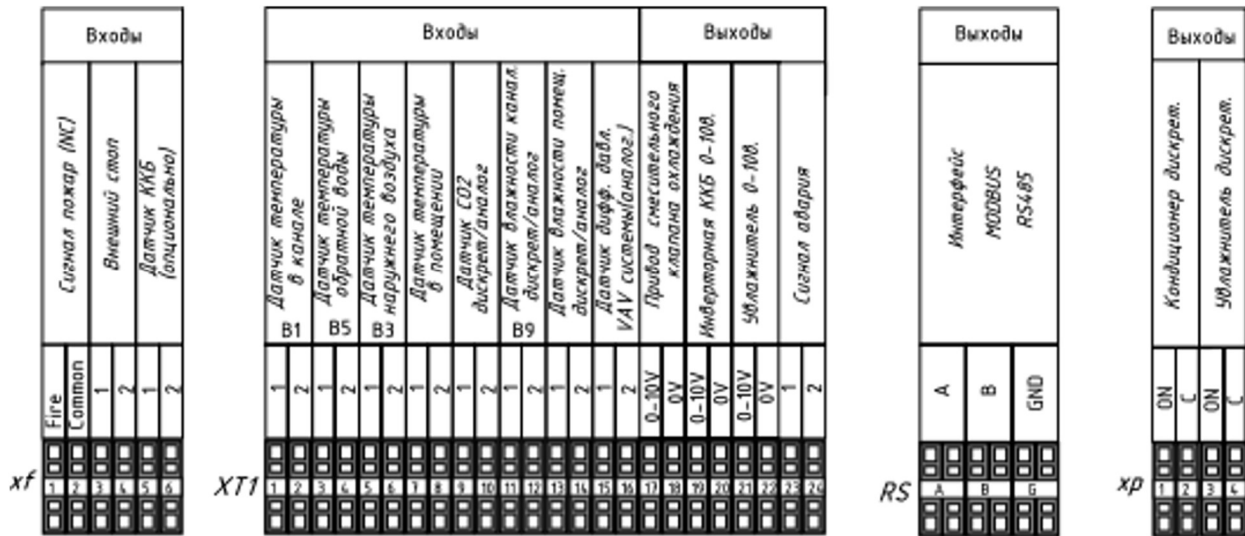 Входы
Сигнал пожар (NC)
Внешний стоп
Датчик ККБ
(опционально)
Fire
Common
1
2
1
2
xf
1 2 3 4 5 6
Входы
Выходы
Датчик температуры
в канале
B1
Датчик температуры
обратной воды
B5
Датчик температуры
наружнего воздуха
B3
Датчик температуры
в помещении
Датчик CO2
дискрет/аналог
Датчик влажности канал.
дискрет/аналог
B9
Датчик влажности помещ.
дискрет/аналог
Датчик дифф. давл.
VAV системы(аналог.)
Привод смесительного
клапана охлаждения
Инверторная ККБ 0-10в.
Увлажнитель 0-10в.
Сигнал авария
1 2 1 2 1 2 1 2 1 2 1 2 1 2 1 2 0-10V 0V 0-10V 0V 0-10V 0V 1 2
XT1
1 2 3 4 5 6 7 8 9 10 11 12 13 14 15 16 17 18 19 20 21 22 23 24
Выходы
Интерфейс
MODBUS
RS485
A
B
GND
RS
A B G
Выходы
Кондиционер дискрет.
Увлажнитель дискрет.
ON
C
ON
C
xp
1 2 3 4